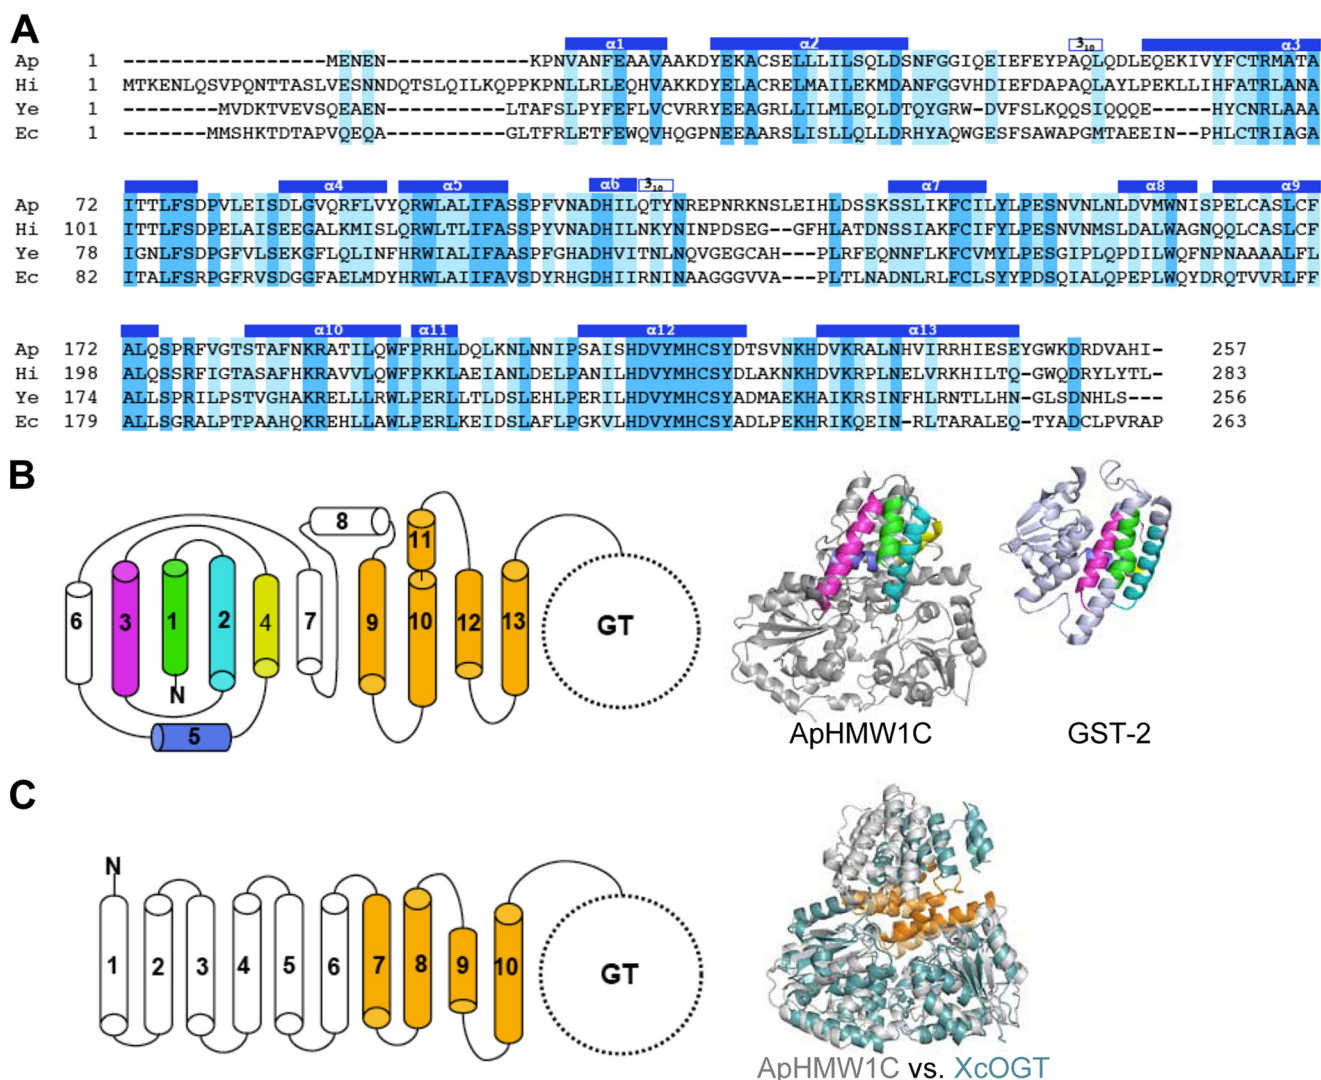 A
α1 α2 3₁₀ α3
Ap 1 -----------------MENEN------------KPNVANFEAAVAAKDYEKACSELLLILSQLDSNFGGIQEIEFEYPAQLQDLEQEKIVYFCTRMATA
Hi 1 MTKENLQSVPQNTTASLVESNNDQTSLQILKQPPKPNLLRLEQHVAKKDYELACRELMAILEKMDANFGGVHDIEFDAPAQLAYLPEKLLIHFATRLANA
Ye 1 --------MVDKTVEVSQEAEN----------LTAFSLPYFEFLVCVRRYEEAGRLLILMLEQLDTQYGRW-DVFSLKQQSIQQQE----HYCNRLAAA
Ec 1 -------MMSHKTDTAPVQEQA----------GLTFRLETFEWQVHQGPNEEAARSLISLLQLLDRHYAQWGESFSAWAPGMTAEEIN--PHLCTRIAGA
α4 α5 α6 3₁₀ α7 α8 α9
Ap 72 ITTLFSDPVLEISDLGVQRFLVYQRWLALIFASSPFVNADHILQTYNREPNRKNSLEIHLDSSKSSLIKFCILYLPESNVNLNLDVMWNISPELCASLCF
Hi 101 ITTLFSDPELAISEEGALKMISLQRWLTLIFASSPYVNADHILNKYNINPDSEG--GFHLATDNSSIAKFCIFYLPESNVNMSLDALWAGNQQLCASLCF
Ye 78 IGNLFSDPGFVLSEKGFLQLINFHRWIALIFAASPFGHADHVITNLNQVGEGCAH---PLRFEQNNFLKFCVMYLPESGIPLQPDILWQFNPNAAAALFL
Ec 82 ITALFSRPGFRVSDGGFAELMDYHRWLAIIFAVSDYRHGDHIIRNINAAGGGVVA---PLTLNADNLRLFCLSYYPDSQIALQPEPLWQYDRQTVVRLFF
α10 α11 α12 α13
Ap 172 ALQSPRFVGTSTAFNKRATILQWFPRHLDQLKNLNNIPSAISHDVYMHCSYDTSVNKHDVKRALNHVIRRHIESEYGWKDRDVAHI- 257
Hi 198 ALQSSRFIGTASAFHKRAVVLQWFPKKLAEIANLDELPANILHDVYMHCSYDLAKNKHDVKRPLNELVRKHILTQ-GWQDRYLYTL- 283
Ye 174 ALLSPRILPSTVGHAKRELLLRWLPERLLTLDSLEHLPERILHDVYMHCSYADMAEKHAIKRSINFHLRNTLLHN-GLSDNHLS--- 256
Ec 179 ALLSGRALPTPAAHQKREHLLAWLPERLKEIDSLAFLPGKVLHDVYMHCSYADLPEKHRIKQEIN-RLTARALEQ-TYADCLPVRAP 263
B
6 3 1 2 4 7 8 9 10 11 12 13 GT
N
5
ApHMW1C
GST-2
C
N
1 2 3 4 5 6 7 8 9 10 GT
ApHMW1C vs. XcOGT